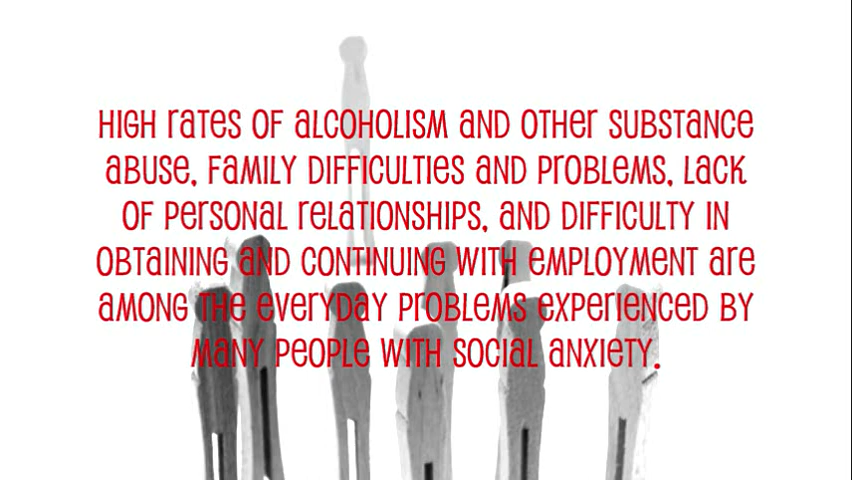 HIGH rates OF alcoHOLISM and OTHer SUBSTance
aBUSE, FaMILY DIFFICULTIES and Problems, Lack
OF Personal relationships, and DIFFICULTY IN
OBTaining and continuing with employment are
among the everyday problems experienced by
many people with social anxiety.